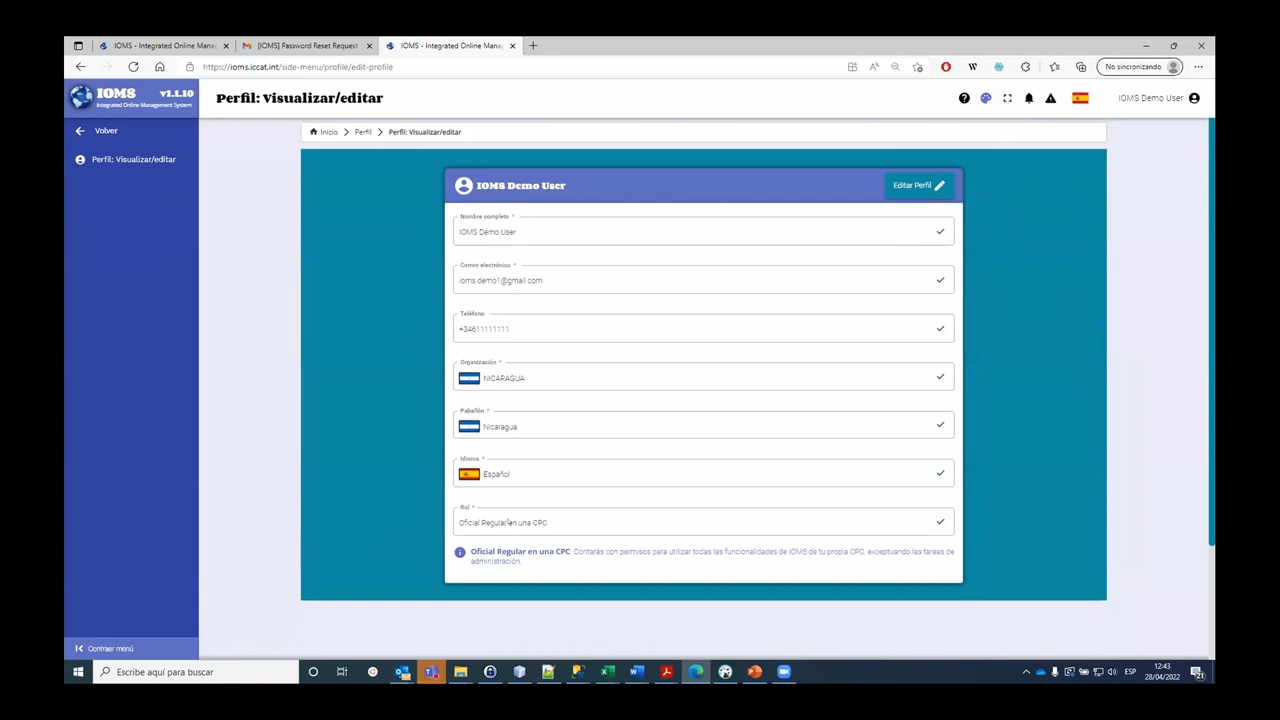 IOMS - Integrated Online Mana
[IOMS] Password Reset Request
IOMS - Integrated Online Mana
https://ioms.iccat.int/side-menu/profile/edit-profile
No sincronizando
IOMS v1.1.10
Integrated Online Management System
Perfil: Visualizar/editar
IOMS Demo User
Volver
Perfil: Visualizar/editar
Inicio > Perfil > Perfil: Visualizar/editar
IOMS Demo User
Editar Perfil
Nombre completo *
IOMS Demo User
Correo electrónico *
ioms.demo1@gmail.com
Teléfono
+34611111111
Organización *
NICARAGUA
Pabellón *
Nicaragua
Idioma *
Español
Rol *
Oficial Regular en una CPC
Oficial Regular en una CPC Contarás con permisos para utilizar todas las funcionalidades de IOMS de tu propia CPC, exceptuando las tareas de
administración.
Contraer menú
Escribe aquí para buscar
ESP
12:43
28/04/2022
21